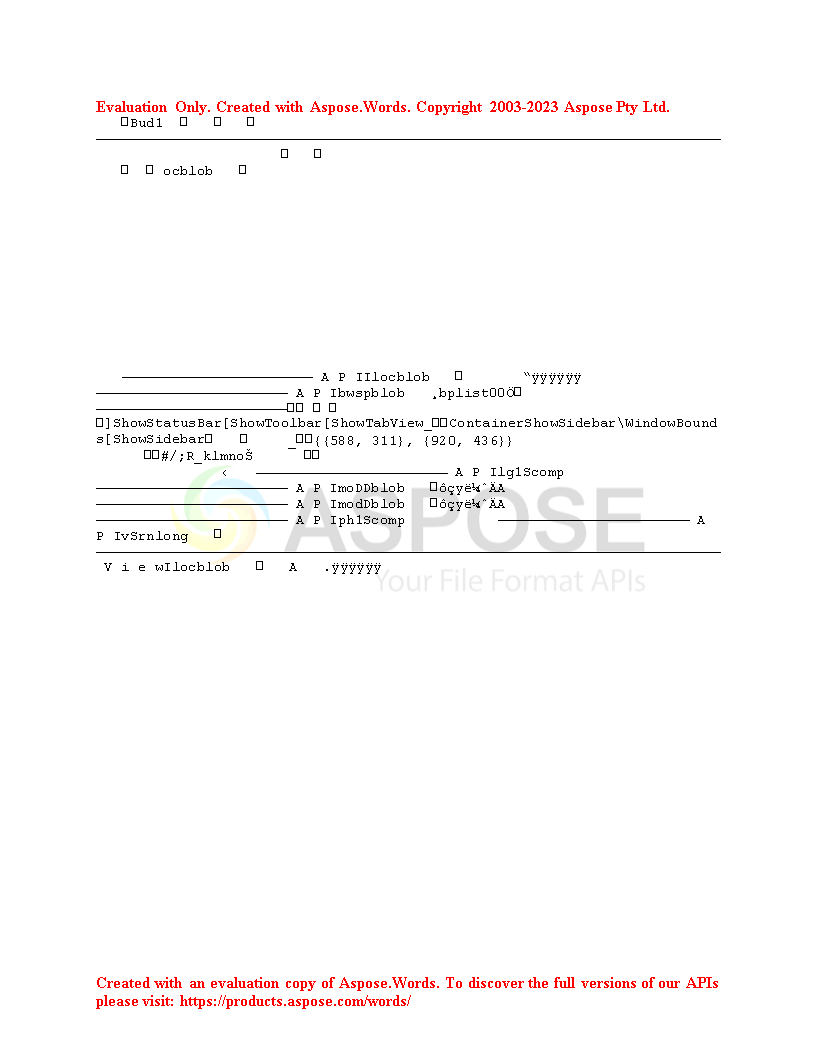 Evaluation Only. Created with Aspose.Words. Copyright 2003-2023 Aspose Pty Ltd.
□Bud1 □ □ □
□ □
□ □ ocblob □
A P IIlocblob □ “ÿÿÿÿÿÿ
A P Ibwspblob ¸bplist00Ö□
□□ □ □
□]ShowStatusBar[ShowToolbar[ShowTabView_□□ContainerShowSidebar\WindowBound
s[ShowSidebar□ □ _□□{{588, 311}, {920, 436}}
□□#/;R_klmnoŠ □□
‹ A P Ilg1Scomp
A P ImoDDblob □ôçyë¼ˆÄA
A P ImodDblob □ôçyë¼ˆÄA
A P Iph1Scomp A
P IvSrnlong □
V i e wIlocblob □ A .ÿÿÿÿÿÿ
ASPOSE
Your File Format APIs
Created with an evaluation copy of Aspose.Words. To discover the full versions of our APIs
please visit: https://products.aspose.com/words/